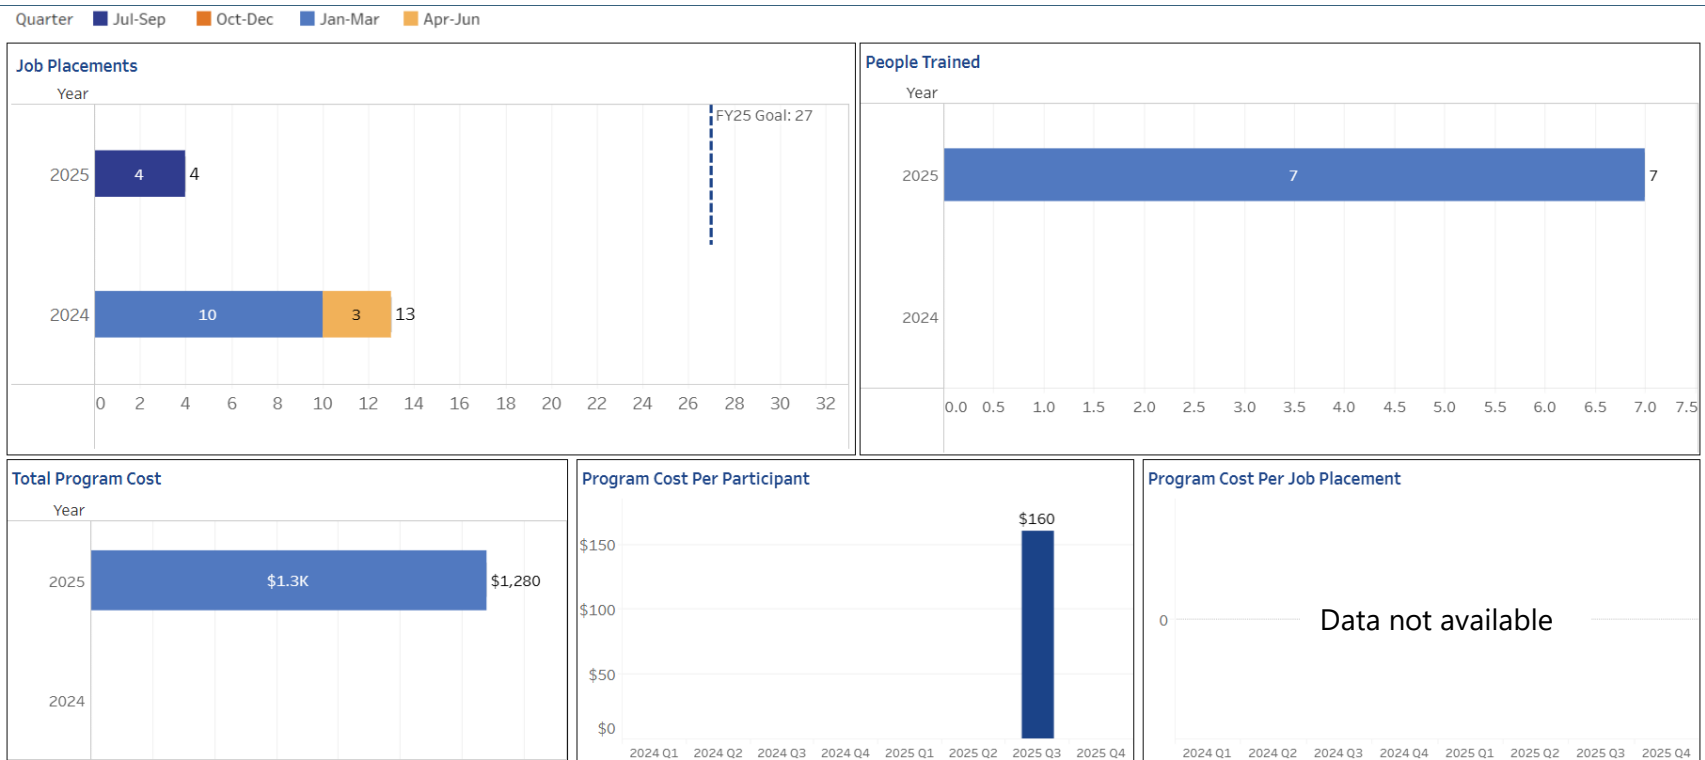 Quarter Jul-Sep Oct-Dec Jan-Mar Apr-Jun
Job Placements
Year
FY25 Goal: 27
2025 4 4
2024 10 3 13
0 2 4 6 8 10 12 14 16 18 20 22 24 26 28 30 32
People Trained
Year
2025 7 7
2024
0.0 0.5 1.0 1.5 2.0 2.5 3.0 3.5 4.0 4.5 5.0 5.5 6.0 6.5 7.0 7.5
Total Program Cost
Year
2025 $1.3K $1,280
2024
Program Cost Per Participant
$160
$150
$100
$50
$0
2024 Q1 2024 Q2 2024 Q3 2024 Q4 2025 Q1 2025 Q2 2025 Q3 2025 Q4
Program Cost Per Job Placement
0 Data not available
2024 Q1 2024 Q2 2024 Q3 2024 Q4 2025 Q1 2025 Q2 2025 Q3 2025 Q4